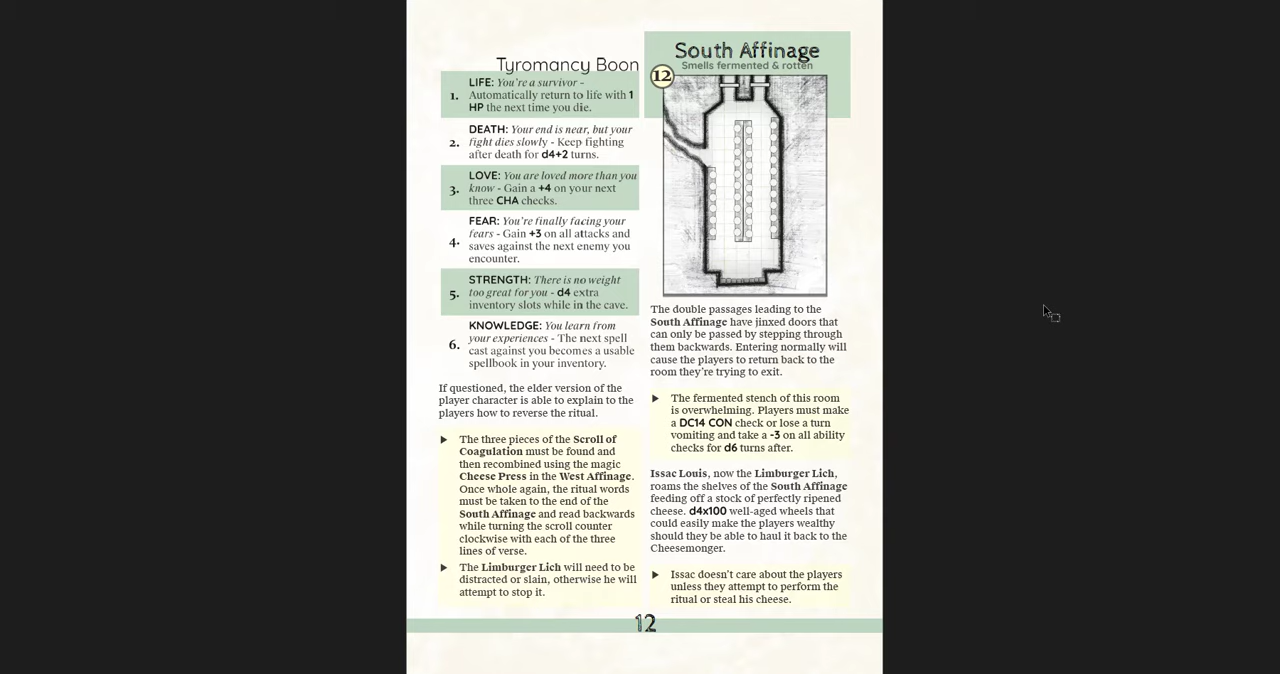 Tyromancy Boon
LIFE: You're a survivor -
1. Automatically return to life with 1
HP the next time you die.
DEATH: Your end is near, but your
2. fight dies slowly - Keep fighting
after death for d4+2 turns.
LOVE: You are loved more than you
3. know - Gain a +4 on your next
three CHA checks.
FEAR: You're finally facing your
fears - Gain +3 on all attacks and
4. saves against the next enemy you
encounter.
STRENGTH: There is no weight
5. too great for you - d4 extra
inventory slots while in the cave.
KNOWLEDGE: You learn from
your experiences - The next spell
6. cast against you becomes a usable
spellbook in your inventory.
If questioned, the elder version of the
player character is able to explain to the
players how to reverse the ritual.
The three pieces of the Scroll of
Coagulation must be found and
then recombined using the magic
Cheese Press in the West Affinage.
Once whole again, the ritual words
must be taken to the end of the
South Affinage and read backwards
while turning the scroll counter
clockwise with each of the three
lines of verse.
The Limburger Lich will need to be
distracted or slain, otherwise he will
attempt to stop it.
South Affinage
Smells fermented & rotten
12
The double passages leading to the
South Affinage have jinxed doors that
can only be passed by stepping through
them backwards. Entering normally will
cause the players to return back to the
room they're trying to exit.
The fermented stench of this room
is overwhelming. Players must make
a DC14 CON check or lose a turn
vomiting and take a -3 on all ability
checks for d6 turns after.
Issac Louis, now the Limburger Lich,
roams the shelves of the South Affinage
feeding off a stock of perfectly ripened
cheese. d4x100 well-aged wheels that
could easily make the players wealthy
should they be able to haul it back to the
Cheesemonger.
Issac doesn't care about the players
unless they attempt to perform the
ritual or steal his cheese.
12